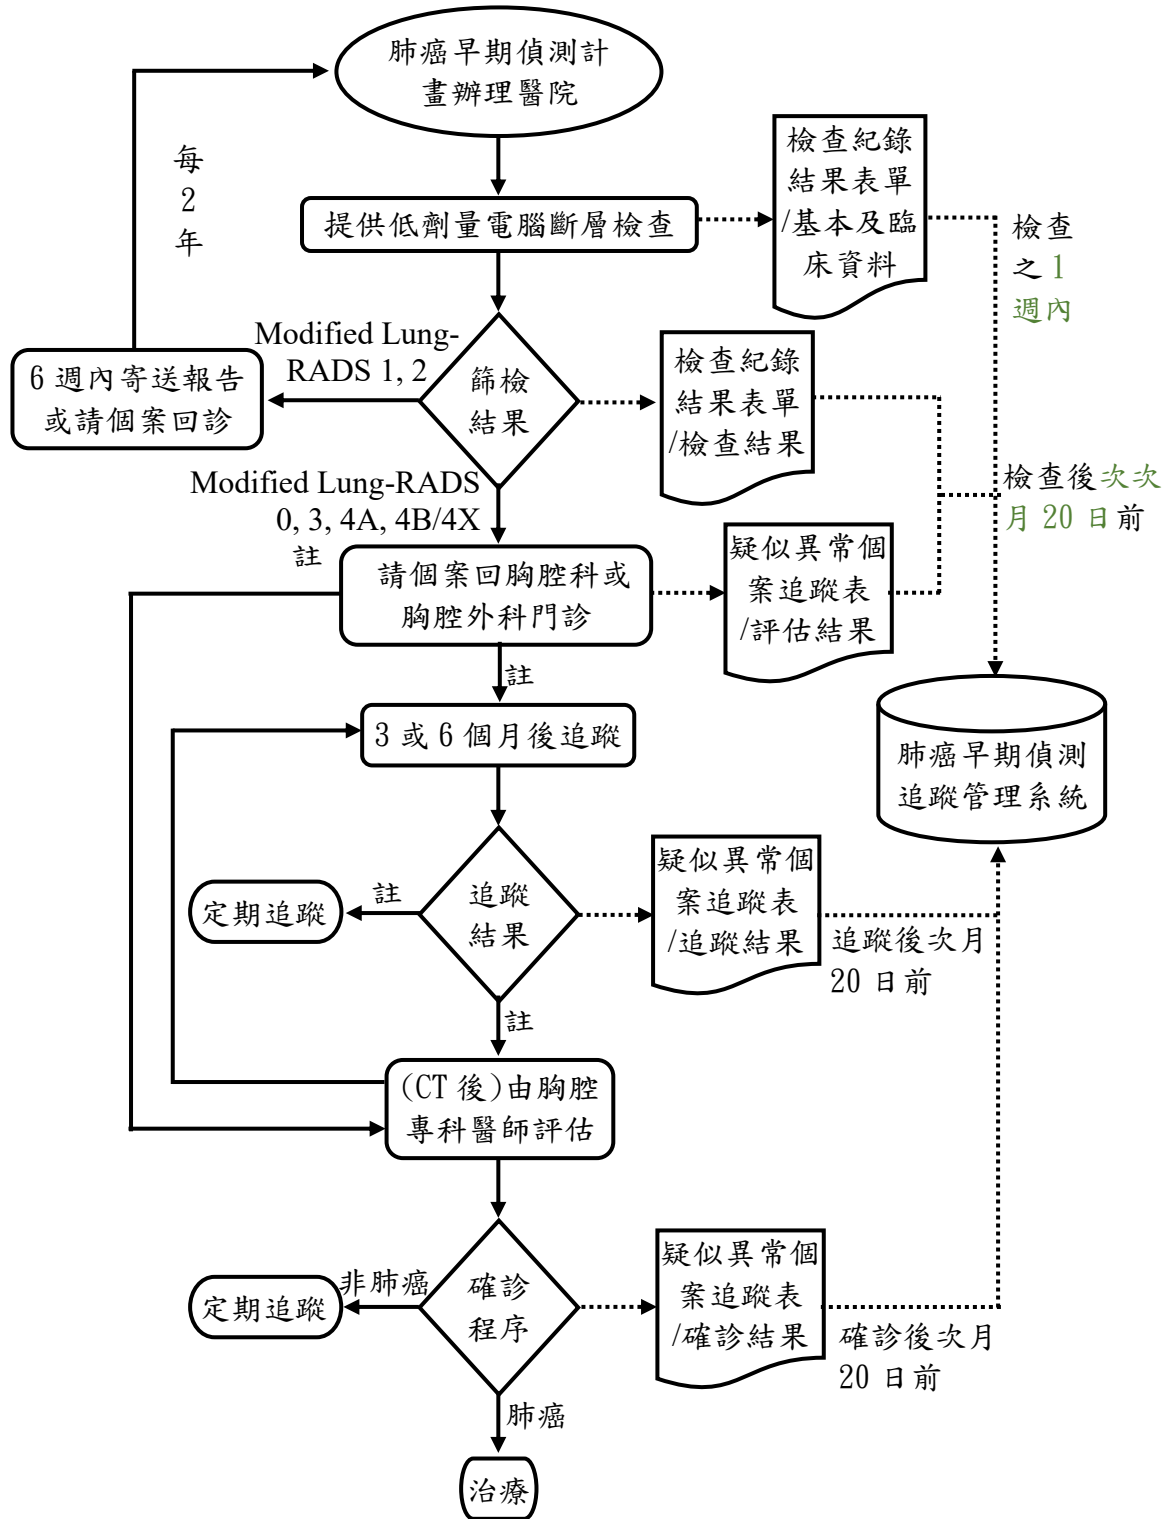 肺癌早期偵測計
畫辦理醫院
每
2
年
提供低劑量電腦斷層檢查
檢查紀錄
結果表單
/基本及臨
床資料
檢查
之1
週內
Modified Lung-
RADS 1, 2
篩檢
結果
6 週內寄送報告
或請個案回診
檢查紀錄
結果表單
/檢查結果
Modified Lung-RADS
0, 3, 4A, 4B/4X
註
檢查後次次
月 20 日前
請個案回胸腔科或
胸腔外科門診
疑似異常個
案追蹤表
/評估結果
註
3 或 6 個月後追蹤
肺癌早期偵測
追蹤管理系統
追蹤
結果
註
定期追蹤
疑似異常個
案追蹤表
/追蹤結果
追蹤後次月
20 日前
註
(CT 後)由胸腔
專科醫師評估
確診
程序
非肺癌
定期追蹤
疑似異常個
案追蹤表
/確診結果
確診後次月
20 日前
肺癌
治療